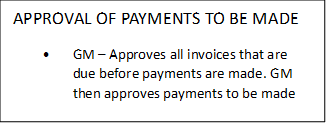 APPROVAL OF PAYMENTS TO BE MADE
• GM – Approves all invoices that are
due before payments are made. GM
then approves payments to be made